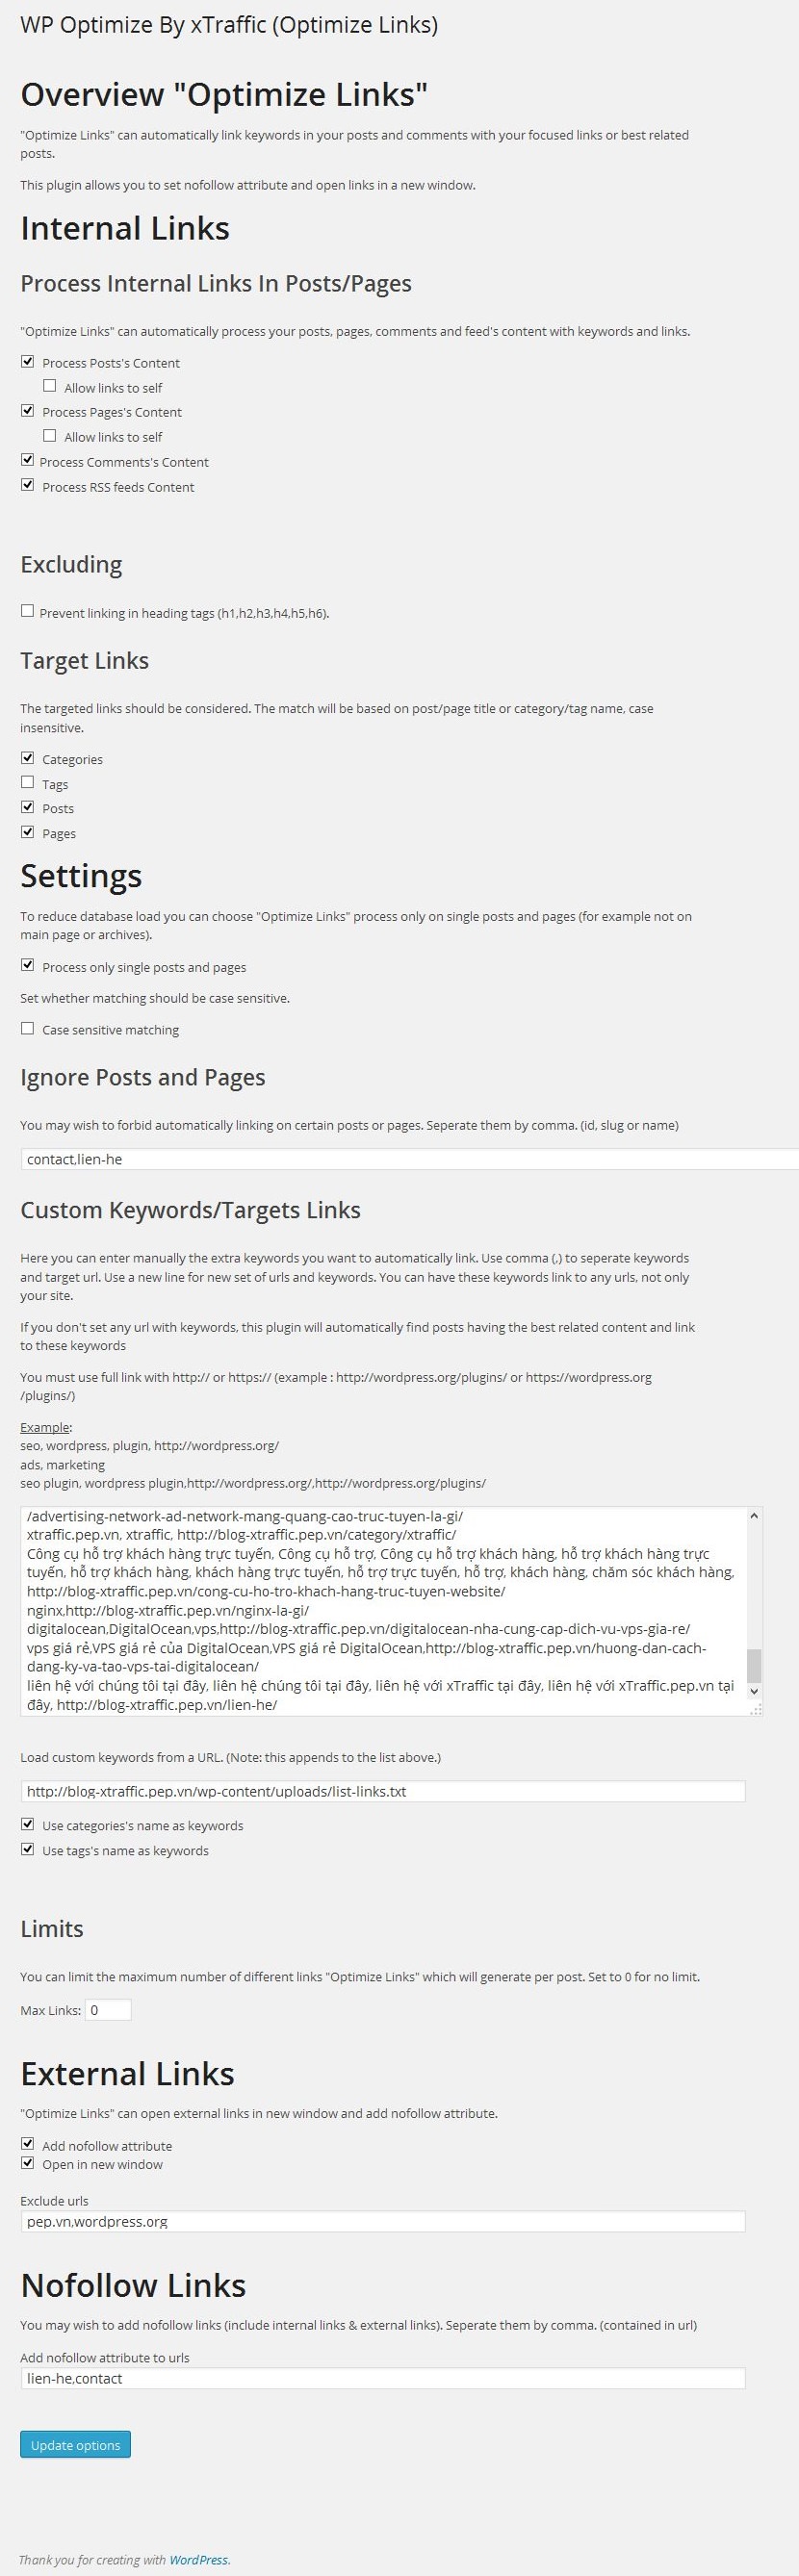 WP Optimize By xTraffic (Optimize Links)
Overview "Optimize Links"
"Optimize Links" can automatically link keywords in your posts and comments with your focused links or best related
posts.
This plugin allows you to set nofollow attribute and open links in a new window.
Internal Links
Process Internal Links In Posts/Pages
"Optimize Links" can automatically process your posts, pages, comments and feed's content with keywords and links.
Process Posts's Content
Allow links to self
Process Pages's Content
Allow links to self
Process Comments's Content
Process RSS feeds Content
Excluding
Prevent linking in heading tags (h1,h2,h3,h4,h5,h6).
Target Links
The targeted links should be considered. The match will be based on post/page title or category/tag name, case
insensitive.
Categories
Tags
Posts
Pages
Settings
To reduce database load you can choose "Optimize Links" process only on single posts and pages (for example not on
main page or archives).
Process only single posts and pages
Set whether matching should be case sensitive.
Case sensitive matching
Ignore Posts and Pages
You may wish to forbid automatically linking on certain posts or pages. Seperate them by comma. (id, slug or name)
contact,lien-he
Custom Keywords/Targets Links
Here you can enter manually the extra keywords you want to automatically link. Use comma (,) to seperate keywords
and target url. Use a new line for new set of urls and keywords. You can have these keywords link to any urls, not only
your site.
If you don't set any url with keywords, this plugin will automatically find posts having the best related content and link
to these keywords
You must use full link with http:// or https:// (example : http://wordpress.org/plugins/ or https://wordpress.org
/plugins/)
Example:
seo, wordpress, plugin, http://wordpress.org/
ads, marketing
seo plugin, wordpress plugin,http://wordpress.org/,http://wordpress.org/plugins/
/advertising-network-ad-network-mang-quang-cao-truc-tuyen-la-gi/
xtraffic.pep.vn, xtraffic, http://blog-xtraffic.pep.vn/category/xtraffic/
Công cụ hỗ trợ khách hàng trực tuyến, Công cụ hỗ trợ, Công cụ hỗ trợ khách hàng, hỗ trợ khách hàng trực
tuyến, hỗ trợ khách hàng, khách hàng trực tuyến, hỗ trợ trực tuyến, hỗ trợ, khách hàng, chăm sóc khách hàng,
http://blog-xtraffic.pep.vn/cong-cu-ho-tro-khach-hang-truc-tuyen-website/
nginx,http://blog-xtraffic.pep.vn/nginx-la-gi/
digitalocean,DigitalOcean,vps,http://blog-xtraffic.pep.vn/digitalocean-nha-cung-cap-dich-vu-vps-gia-re/
vps giá rẻ,VPS giá rẻ của DigitalOcean,VPS giá rẻ DigitalOcean,http://blog-xtraffic.pep.vn/huong-dan-cach-
dang-ky-va-tao-vps-tai-digitalocean/
liên hệ với chúng tôi tại đây, liên hệ chúng tôi tại đây, liên hệ với xTraffic tại đây, liên hệ với xTraffic.pep.vn tại
đây, http://blog-xtraffic.pep.vn/lien-he/
Load custom keywords from a URL. (Note: this appends to the list above.)
http://blog-xtraffic.pep.vn/wp-content/uploads/list-links.txt
Use categories's name as keywords
Use tags's name as keywords
Limits
You can limit the maximum number of different links "Optimize Links" which will generate per post. Set to 0 for no limit.
Max Links: 0
External Links
"Optimize Links" can open external links in new window and add nofollow attribute.
Add nofollow attribute
Open in new window
Exclude urls
pep.vn,wordpress.org
Nofollow Links
You may wish to add nofollow links (include internal links & external links). Seperate them by comma. (contained in url)
Add nofollow attribute to urls
lien-he,contact
Update options
Thank you for creating with WordPress.